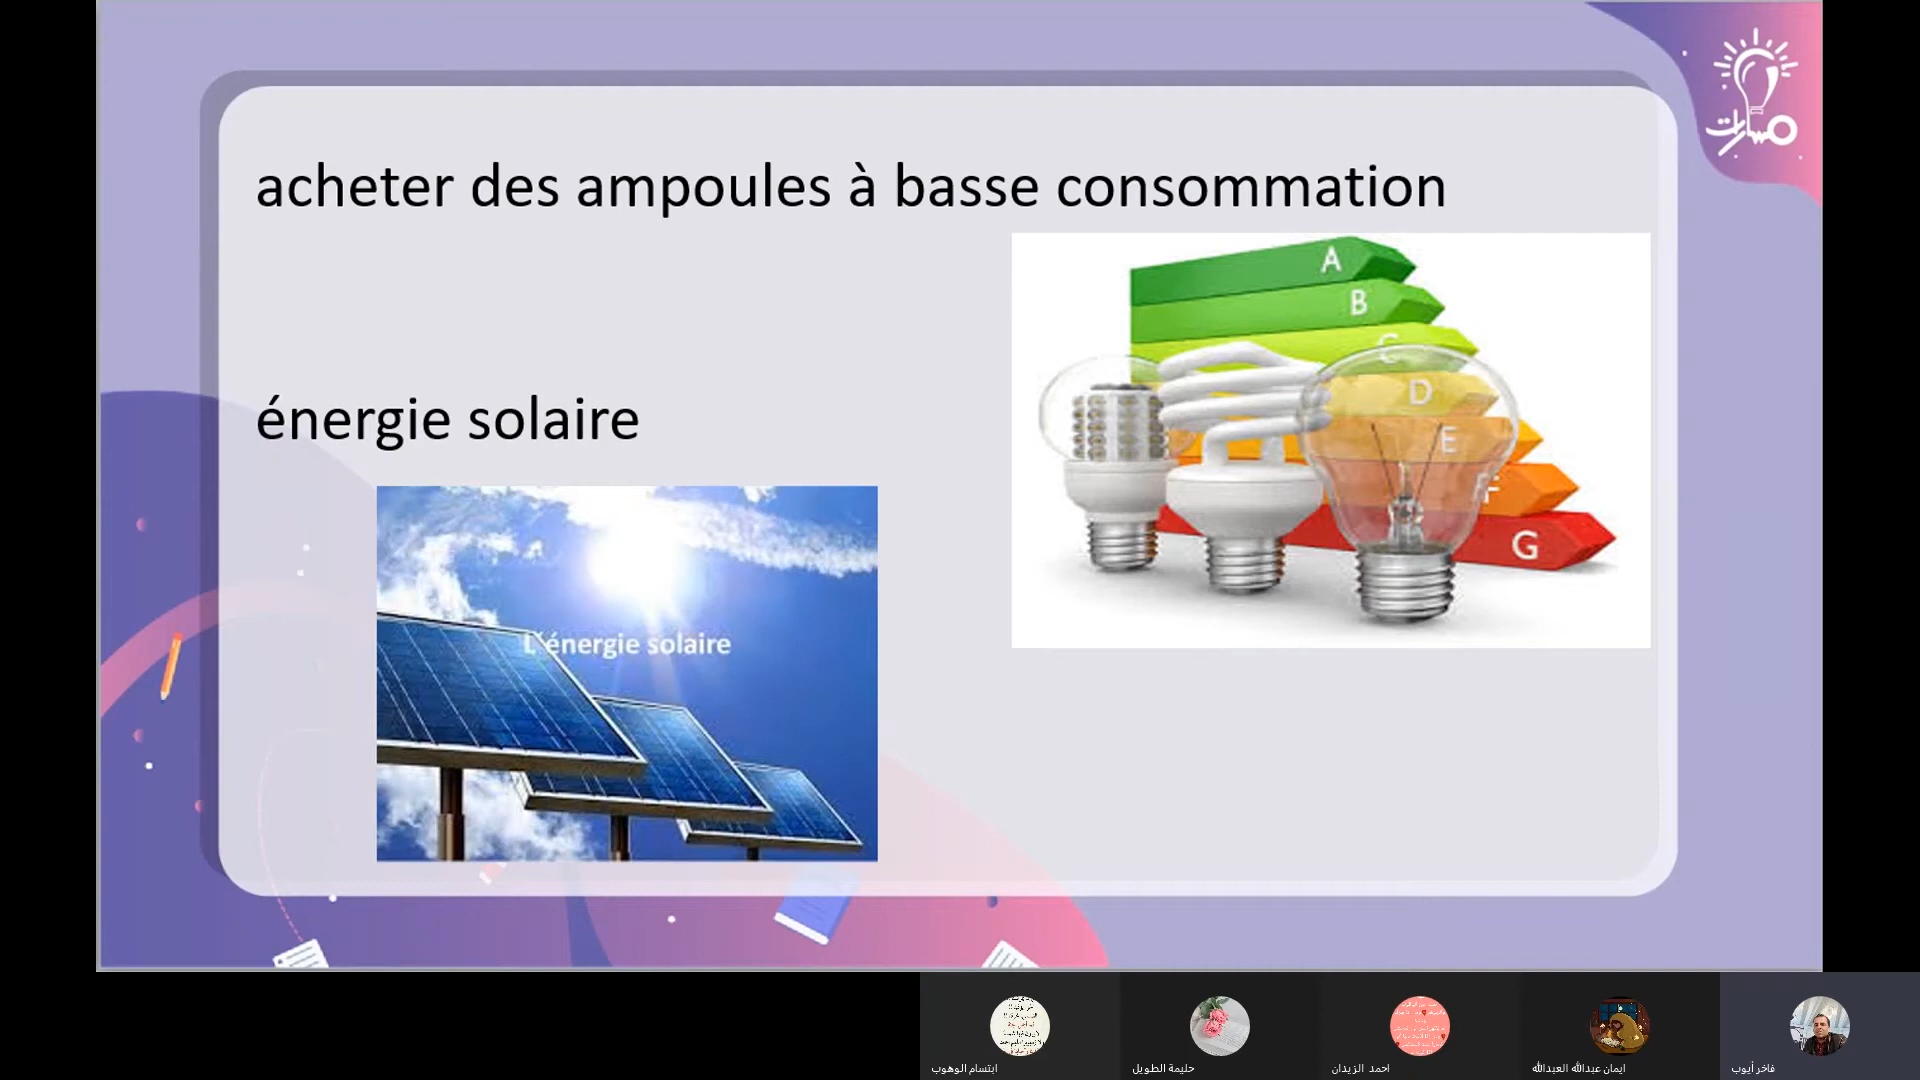 مسارات
acheter des ampoules à basse consommation
A
B
C
D
E
F
G
énergie solaire
L'énergie solaire
ابتسام الوهوب
حليمة الطويل
احمد الزيدان
ايمان عبدالله العبدالله
فاخر أيوب